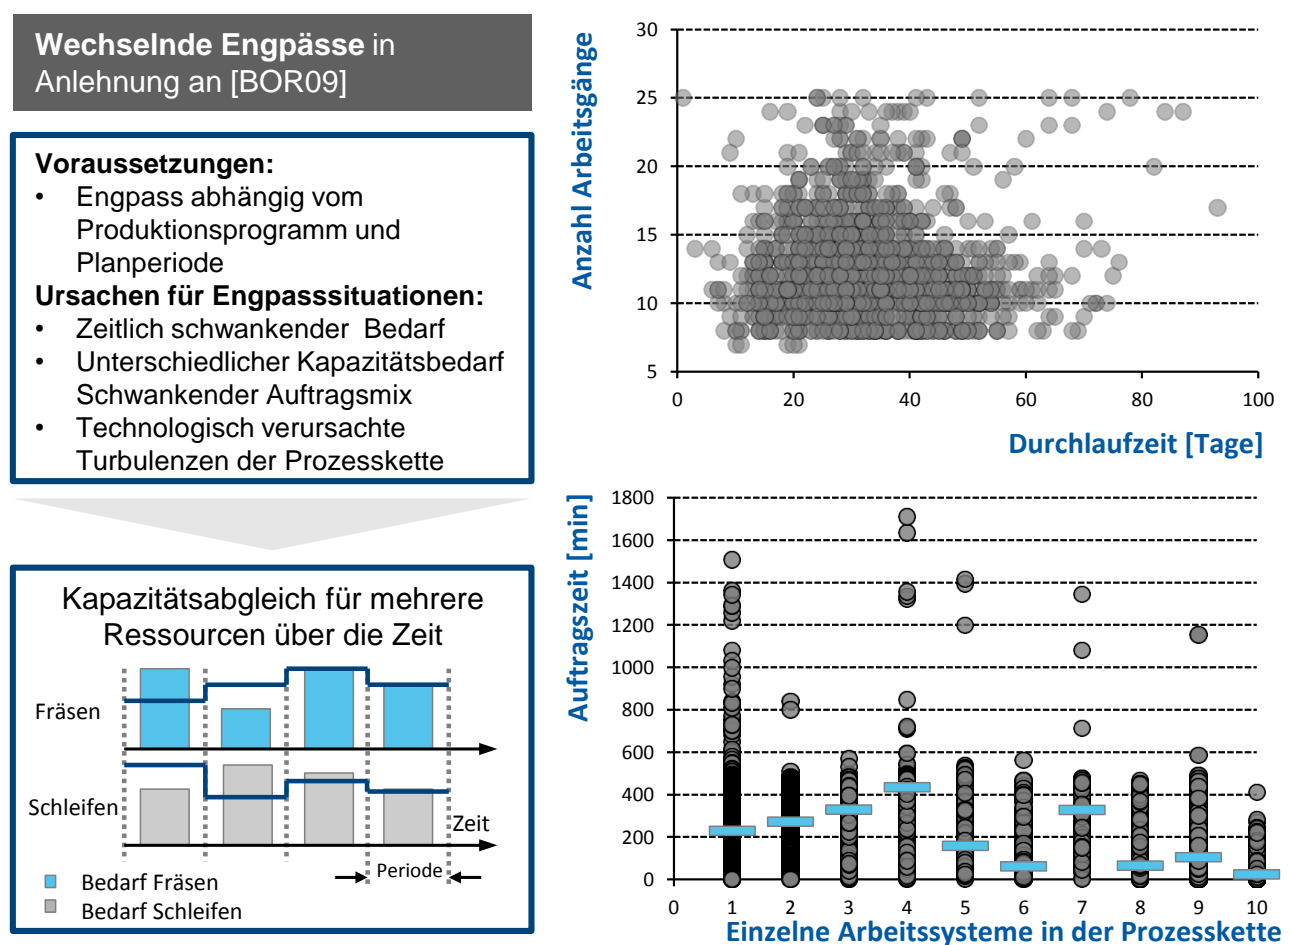 Wechselnde Engpässe in
Anlehnung an [BOR09]
Voraussetzungen:
• Engpass abhängig vom
Produktionsprogramm und
Planperiode
Ursachen für Engpasssituationen:
• Zeitlich schwankender Bedarf
• Unterschiedlicher Kapazitätsbedarf
Schwankender Auftragsmix
• Technologisch verursachte
Turbulenzen der Prozesskette
Kapazitätsabgleich für mehrere
Ressourcen über die Zeit
Fräsen
Schleifen
Zeit
Periode
Bedarf Fräsen
Bedarf Schleifen
Anzahl Arbeitsgänge
30
25
20
15
10
5
0 20 40 60 80 100
Durchlaufzeit [Tage]
Auftragszeit [min]
1800
1600
1400
1200
1000
800
600
400
200
0
0 1 2 3 4 5 6 7 8 9 10
Einzelne Arbeitssysteme in der Prozesskette